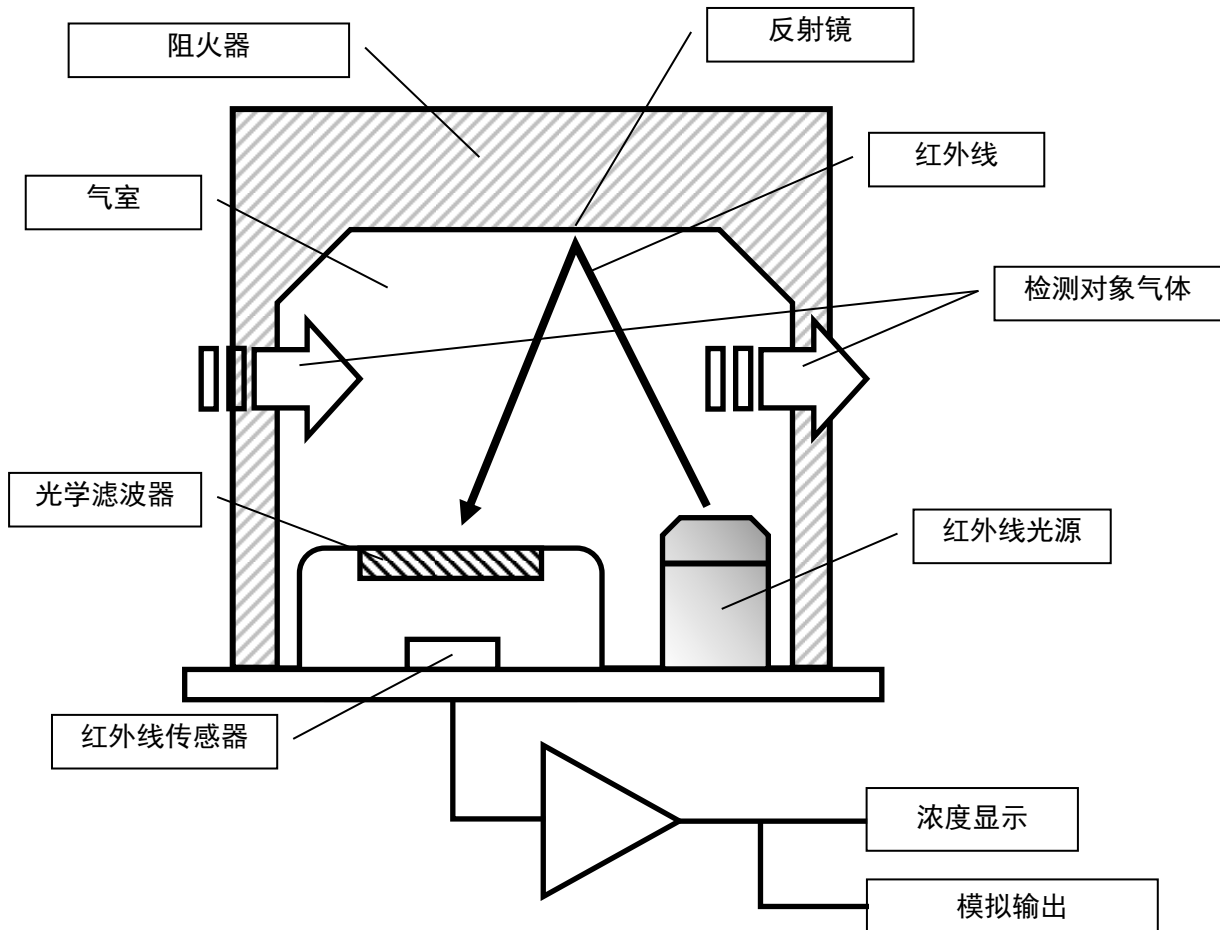 反射镜
阻火器
红外线
气室
检测对象气体
光学滤波器
红外线光源
红外线传感器
浓度显示
模拟输出